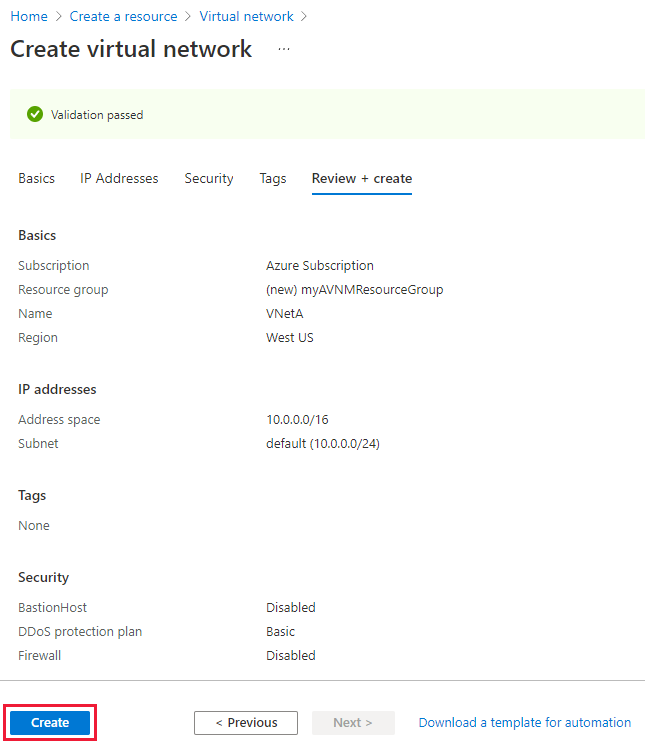 Home > Create a resource > Virtual network >
Create virtual network ...
Validation passed
Basics IP Addresses Security Tags Review + create
Basics
Subscription Azure Subscription
Resource group (new) myAVNMResourceGroup
Name VNetA
Region West US
IP addresses
Address space 10.0.0.0/16
Subnet default (10.0.0.0/24)
Tags
None
Security
BastionHost Disabled
DDoS protection plan Basic
Firewall Disabled
Create < Previous Next > Download a template for automation